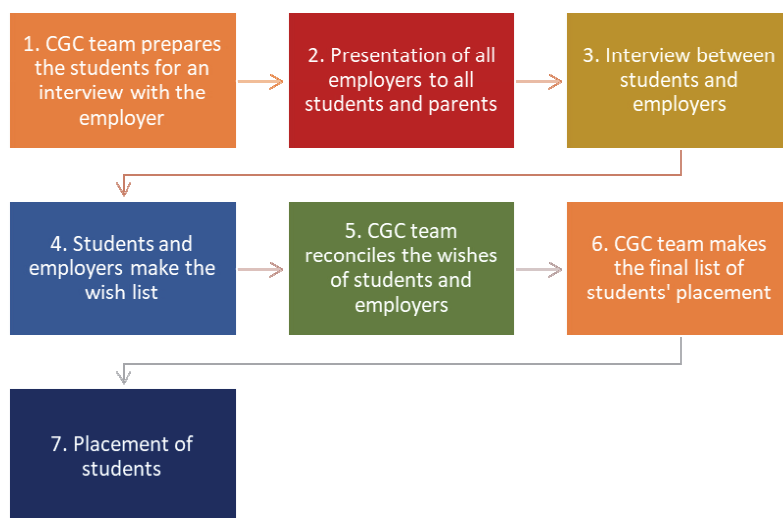 1. CGC team prepares
the students for an
interview with the
employer
2. Presentation of all
employers to all
students and parents
3. Interview between
students and
employers
4. Students and
employers make the
wish list
5. CGC team
reconciles the wishes
of students and
employers
6. CGC team makes
the final list of
students' placement
7. Placement of
students